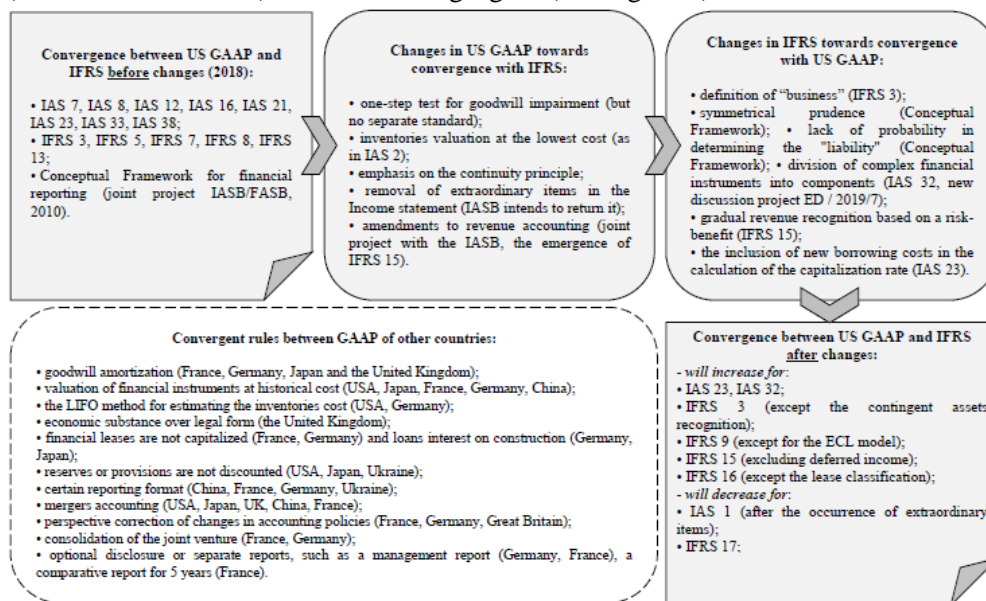 Convergence between US GAAP and
IFRS before changes (2018):
• IAS 7, IAS 8, IAS 12, IAS 16, IAS 21,
IAS 23, IAS 33, IAS 38;
• IFRS 3, IFRS 5, IFRS 7, IFRS 8, IFRS
13;
• Conceptual Framework for financial
reporting (joint project IASB/FASB,
2010).
Changes in US GAAP towards
convergence with IFRS:
• one-step test for goodwill impairment (but
no separate standard);
• inventories valuation at the lowest cost (as
in IAS 2);
• emphasis on the continuity principle;
• removal of extraordinary items in the
Income statement (IASB intends to return it);
• amendments to revenue accounting (joint
project with the IASB, the emergence of
IFRS 15).
Changes in IFRS towards convergence
with US GAAP:
• definition of “business” (IFRS 3);
• symmetrical prudence (Conceptual
Framework); • lack of probability in
determining the "liability" (Conceptual
Framework); • division of complex financial
instruments into components (IAS 32, new
discussion project ED / 2019/7);
• gradual revenue recognition based on a risk-
benefit (IFRS 15);
• the inclusion of new borrowing costs in the
calculation of the capitalization rate (IAS 23).
Convergent rules between GAAP of other countries:
• goodwill amortization (France, Germany, Japan and the United Kingdom);
• valuation of financial instruments at historical cost (USA, Japan, France, Germany, China);
• the LIFO method for estimating the inventories cost (USA, Germany);
• economic substance over legal form (the United Kingdom);
• financial leases are not capitalized (France, Germany) and loans interest on construction (Germany,
Japan);
• reserves or provisions are not discounted (USA, Japan, Ukraine);
• certain reporting format (China, France, Germany, Ukraine);
• mergers accounting (USA, Japan, UK, China, France);
• perspective correction of changes in accounting policies (France, Germany, Great Britain);
• consolidation of the joint venture (France, Germany);
• optional disclosure or separate reports, such as a management report (Germany, France), a
comparative report for 5 years (France).
Convergence between US GAAP and IFRS
after changes:
- will increase for:
• IAS 23, IAS 32;
• IFRS 3 (except the contingent assets
recognition);
• IFRS 9 (except for the ECL model);
• IFRS 15 (excluding deferred income);
• IFRS 16 (except the lease classification);
- will decrease for:
• IAS 1 (after the occurrence of extraordinary
items);
• IFRS 17;